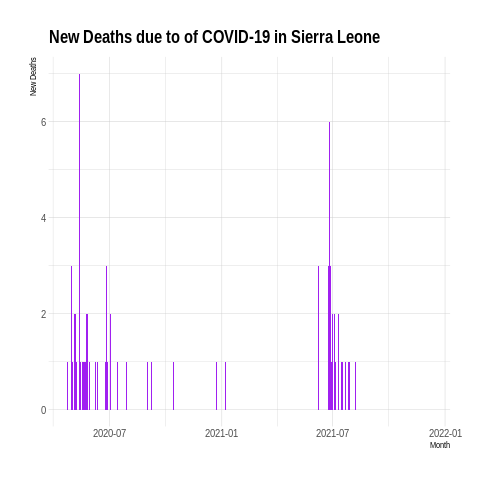 New Deaths due to of COVID-19 in Sierra Leone
New Deaths
6
4
2
0
2020-07 2021-01 2021-07 2022-01
Month